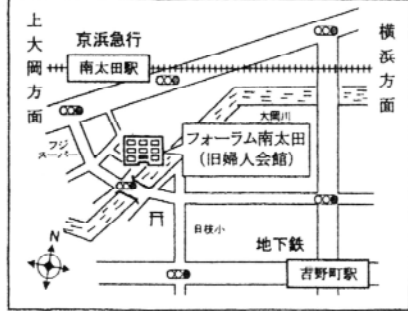 上大岡方面
京浜急行
南太田駅
横浜方面
大岡川
フジ
スーパー
フォーラム南太田
(旧婦人会館)
日枝小
地下鉄
吉野町駅
N